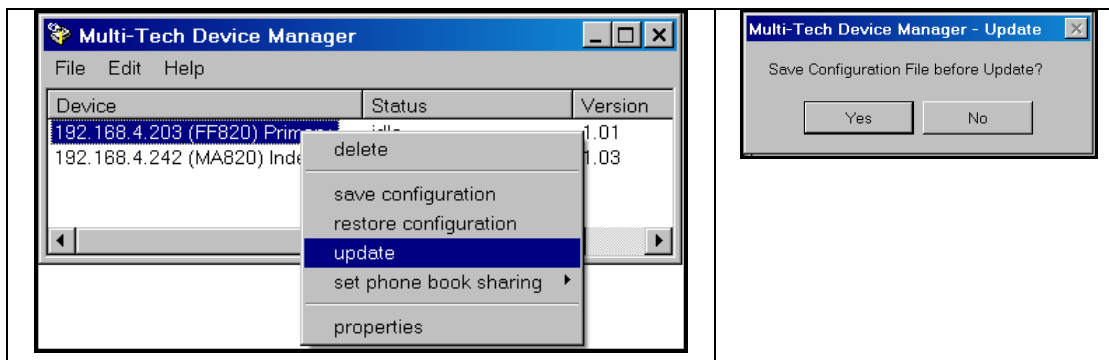 Multi-Tech Device Manager
File Edit Help
Device Status Version
192.168.4.203 (FF820) 1.01
192.168.4.242 (MA820) 1.03
delete
save configuration
restore configuration
update
set phone book sharing
properties
Multi-Tech Device Manager - Update
Save Configuration File before Update?
Yes No